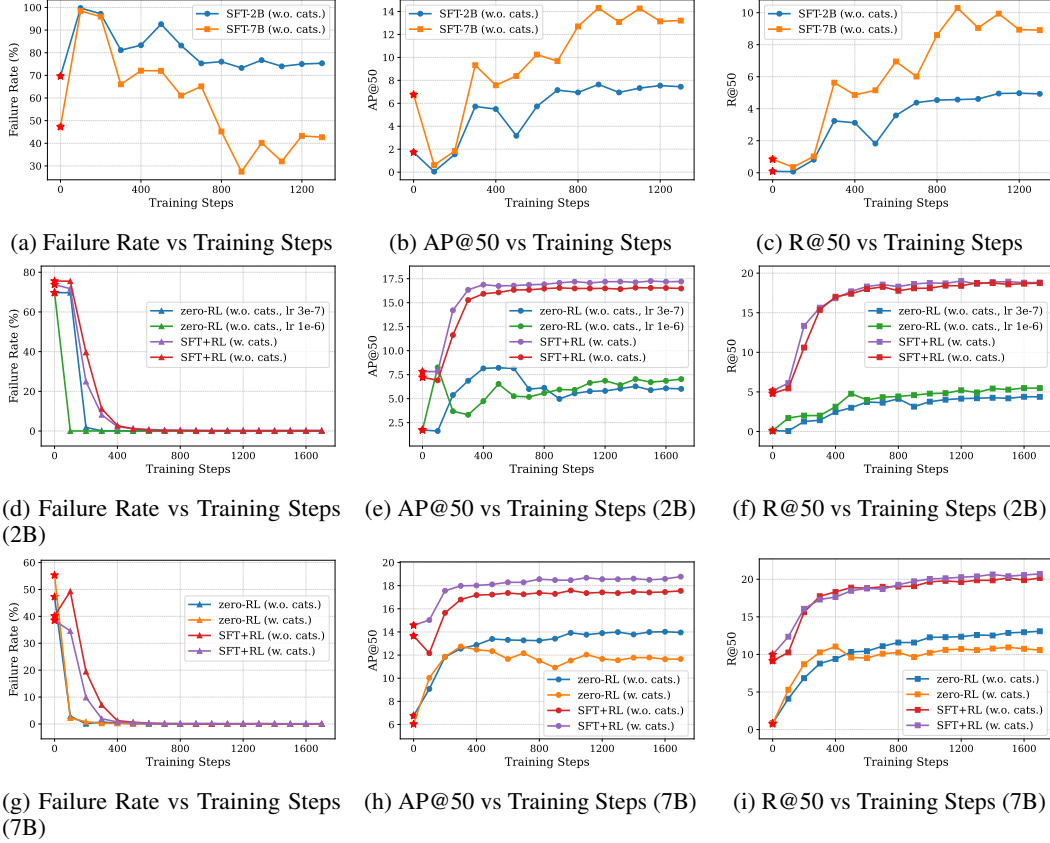 SFT-2B (w.o. cats.)
SFT-7B (w.o. cats.)
100
90
80
70
60
50
40
30
Failure Rate (%)
0
400
800
1200
Training Steps
(a) Failure Rate vs Training Steps
SFT-2B (w.o. cats.)
SFT-7B (w.o. cats.)
14
12
10
8
6
4
2
0
AP@50
0
400
800
1200
Training Steps
(b) AP@50 vs Training Steps
SFT-2B (w.o. cats.)
SFT-7B (w.o. cats.)
10
8
6
4
2
0
R@50
0
400
800
1200
Training Steps
(c) R@50 vs Training Steps
80
60
40
20
0
Failure Rate (%)
zero-RL (w.o. cats., lr 3e-7)
zero-RL (w.o. cats., lr 1e-6)
SFT+RL (w. cats.)
SFT+RL (w.o. cats.)
0
400
800
1200
1600
Training Steps
(d) Failure Rate vs Training Steps
(2B)
17.5
15.0
12.5
10.0
7.5
5.0
2.5
AP@50
zero-RL (w.o. cats., lr 3e-7)
zero-RL (w.o. cats., lr 1e-6)
SFT+RL (w. cats.)
SFT+RL (w.o. cats.)
0
400
800
1200
1600
Training Steps
(e) AP@50 vs Training Steps (2B)
20
15
10
5
0
R@50
zero-RL (w.o. cats., lr 3e-7)
zero-RL (w.o. cats., lr 1e-6)
SFT+RL (w. cats.)
SFT+RL (w.o. cats.)
0
400
800
1200
1600
Training Steps
(f) R@50 vs Training Steps (2B)
60
50
40
30
20
10
0
Failure Rate (%)
zero-RL (w.o. cats.)
zero-RL (w. cats.)
SFT+RL (w.o. cats.)
SFT+RL (w. cats.)
0
400
800
1200
1600
Training Steps
(g) Failure Rate vs Training Steps
(7B)
20
18
16
14
12
10
8
6
AP@50
zero-RL (w.o. cats.)
zero-RL (w. cats.)
SFT+RL (w.o. cats.)
SFT+RL (w. cats.)
0
400
800
1200
1600
Training Steps
(h) AP@50 vs Training Steps (7B)
20
15
10
5
0
R@50
zero-RL (w.o. cats.)
zero-RL (w. cats.)
SFT+RL (w.o. cats.)
SFT+RL (w. cats.)
0
400
800
1200
1600
Training Steps
(i) R@50 vs Training Steps (7B)